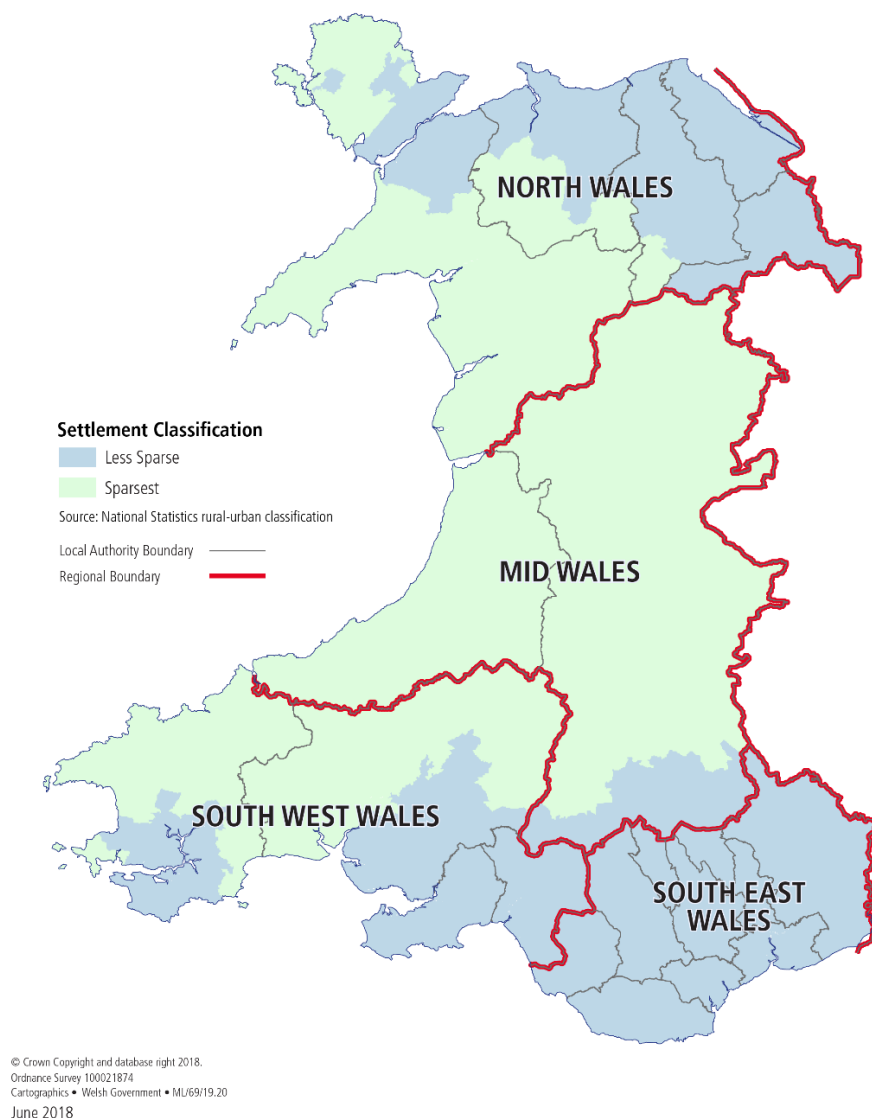 NORTH WALES
Settlement Classification
Less Sparse
Sparsest
Source: National Statistics rural-urban classification
Local Authority Boundary
Regional Boundary
MID WALES
SOUTH WEST WALES
SOUTH EAST
WALES
© Crown Copyright and database right 2018.
Ordnance Survey 100021874
Cartographics • Welsh Government • ML/69/19.20
June 2018